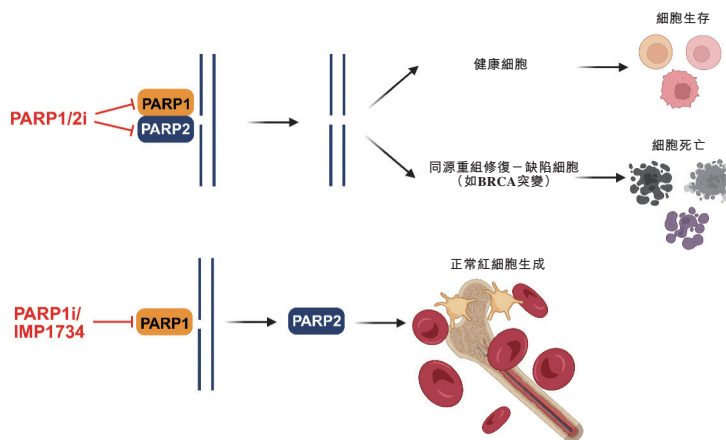 細胞生存
健康細胞
PARP1/2i
PARP1
PARP2
細胞死亡
同源重組修復－缺陷細胞
（如BRCA突變）
正常紅細胞生成
PARP1i/
IMP1734
PARP1
PARP2